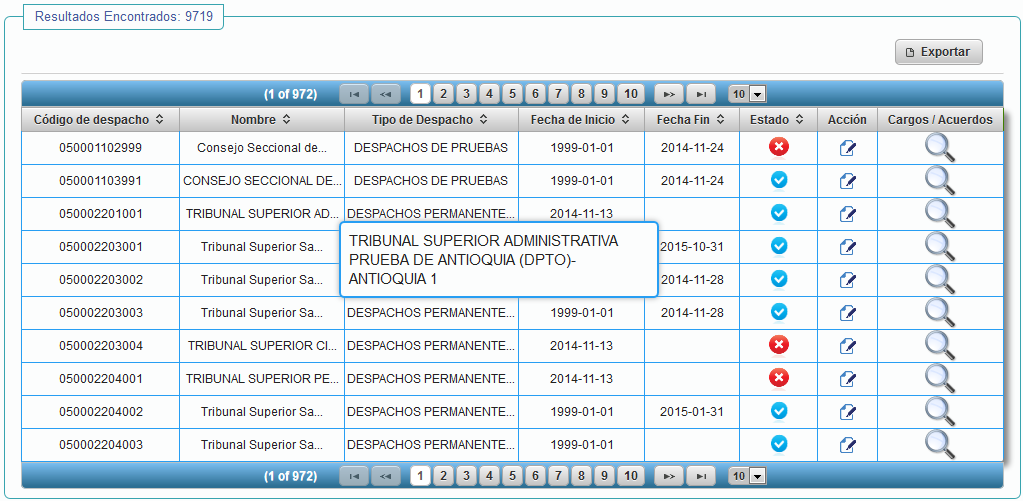 Resultados Encontrados: 9719
Exportar
(1 of 972) 1 2 3 4 5 6 7 8 9 10 10
Código de despacho Nombre Tipo de Despacho Fecha de Inicio Fecha Fin Estado Acción Cargos / Acuerdos
050001102999 Consejo Seccional de... DESPACHOS DE PRUEBAS 1999-01-01 2014-11-24
050001103991 CONSEJO SECCIONAL DE... DESPACHOS DE PRUEBAS 1999-01-01 2014-11-24
050002201001 TRIBUNAL SUPERIOR AD... DESPACHOS PERMANENTE... 2014-11-13
050002203001 Tribunal Superior Sa... 2015-10-31
TRIBUNAL SUPERIOR ADMINISTRATIVA
PRUEBA DE ANTIOQUIA (DPTO)-
ANTIOQUIA 1
050002203002 Tribunal Superior Sa... 2014-11-28
050002203003 Tribunal Superior Sa... DESPACHOS PERMANENTE... 1999-01-01 2014-11-28
050002203004 TRIBUNAL SUPERIOR CI... DESPACHOS PERMANENTE... 2014-11-13
050002204001 TRIBUNAL SUPERIOR PE... DESPACHOS PERMANENTE... 2014-11-13
050002204002 Tribunal Superior Sa... DESPACHOS PERMANENTE... 1999-01-01 2015-01-31
050002204003 Tribunal Superior Sa... DESPACHOS PERMANENTE... 1999-01-01
(1 of 972) 1 2 3 4 5 6 7 8 9 10 10